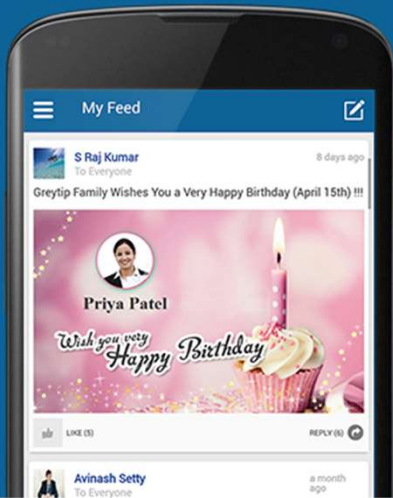 My Feed
S Raj Kumar
8 days ago
To Everyone
Greytip Family Wishes You a Very Happy Birthday (April 15th) !!!
Priya Patel
Wish you very
Happy Birthday
LIKE (5)
REPLY (6)
Avinash Setty
a month
ago
To Everyone